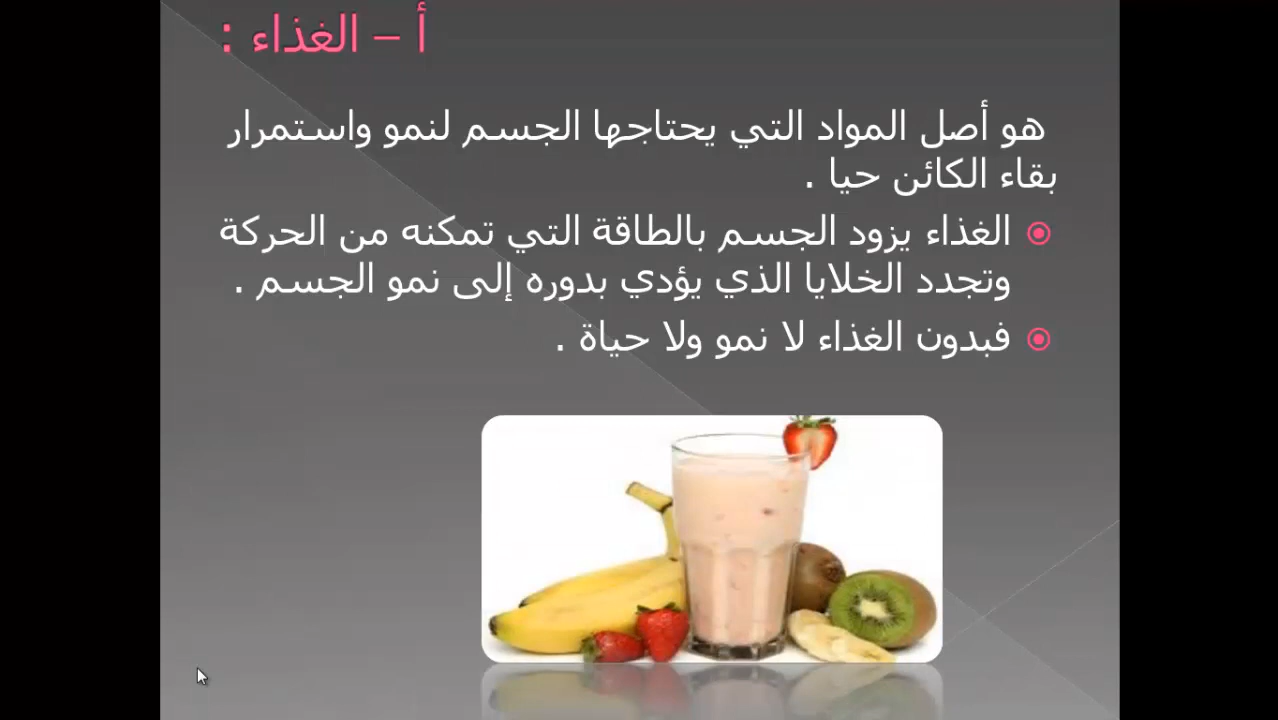 أ – الغذاء :
هو أصل المواد التي يحتاجها الجسم لنمو واستمرار
بقاء الكائن حيا .
الغذاء يزود الجسم بالطاقة التي تمكنه من الحركة
وتجدد الخلايا الذي يؤدي بدوره إلى نمو الجسم .
فبدون الغذاء لا نمو ولا حياة .